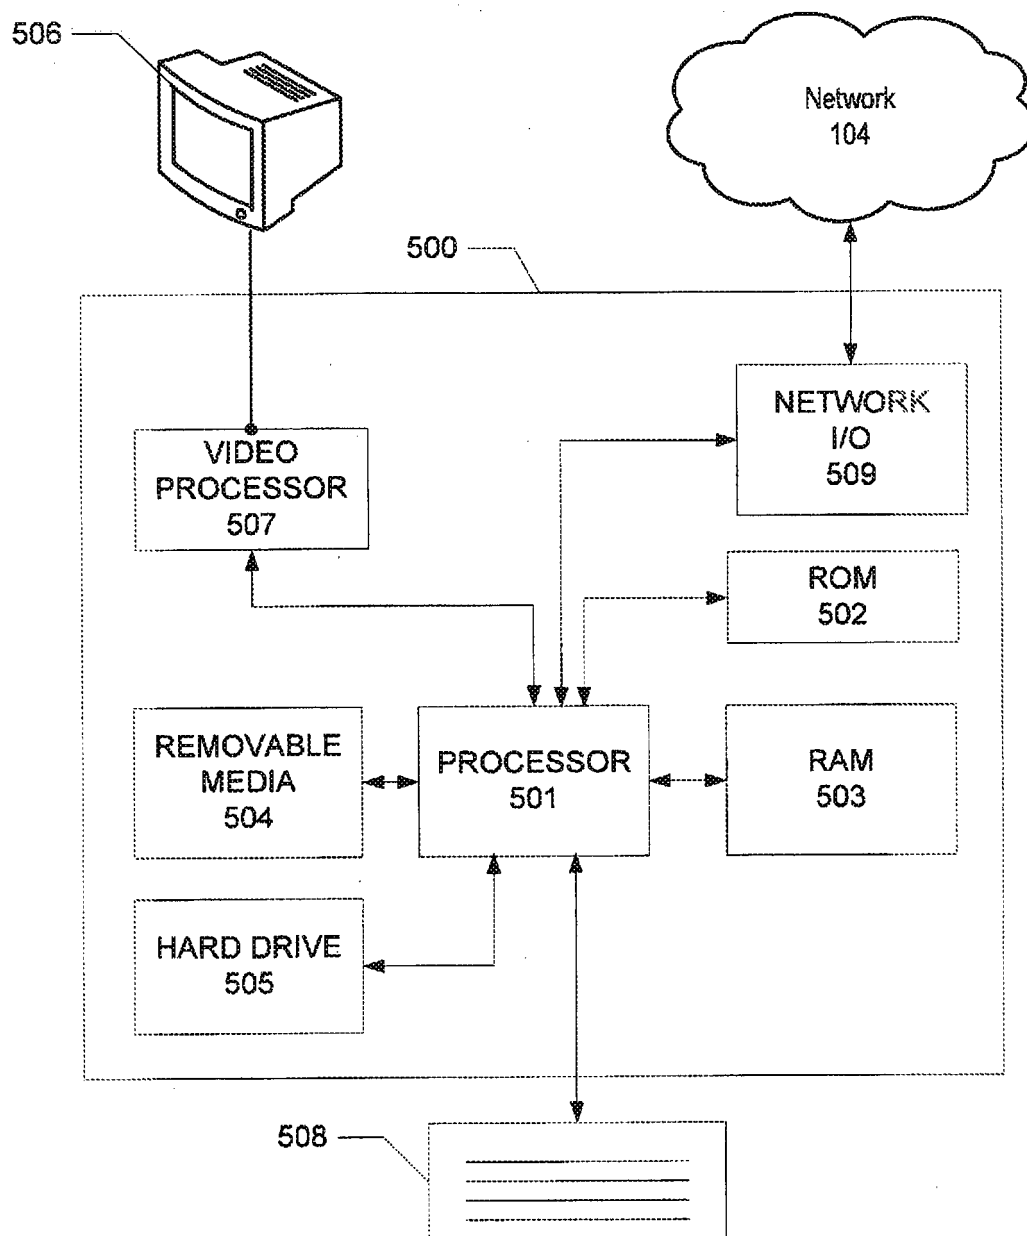 506
Network
104
500
NETWORK
I/O
509
VIDEO
PROCESSOR
507
ROM
502
REMOVABLE
MEDIA
504
PROCESSOR
501
RAM
503
HARD DRIVE
505
508